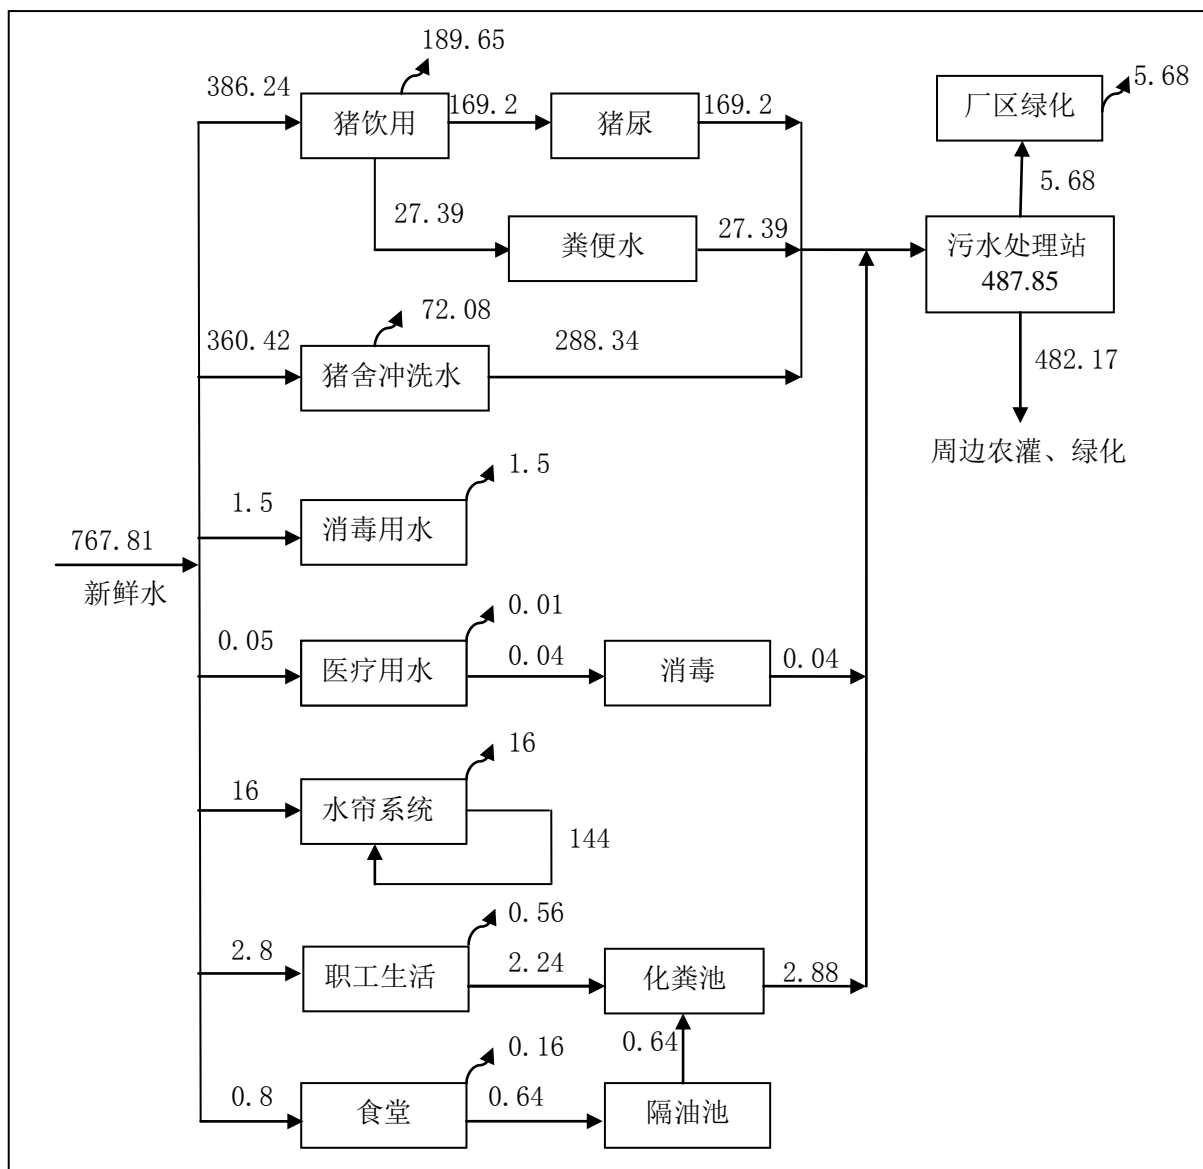 189.65
386.24
猪饮用
169.2
猪尿
169.2
厂区绿化
5.68
5.68
27.39
粪便水
27.39
污水处理站
487.85
72.08
360.42
猪舍冲洗水
288.34
482.17
周边农灌、绿化
1.5
1.5
消毒用水
767.81
新鲜水
0.01
0.05
医疗用水
0.04
消毒
0.04
16
16
水帘系统
144
0.56
2.8
职工生活
2.24
化粪池
2.88
0.64
0.16
0.8
食堂
0.64
隔油池